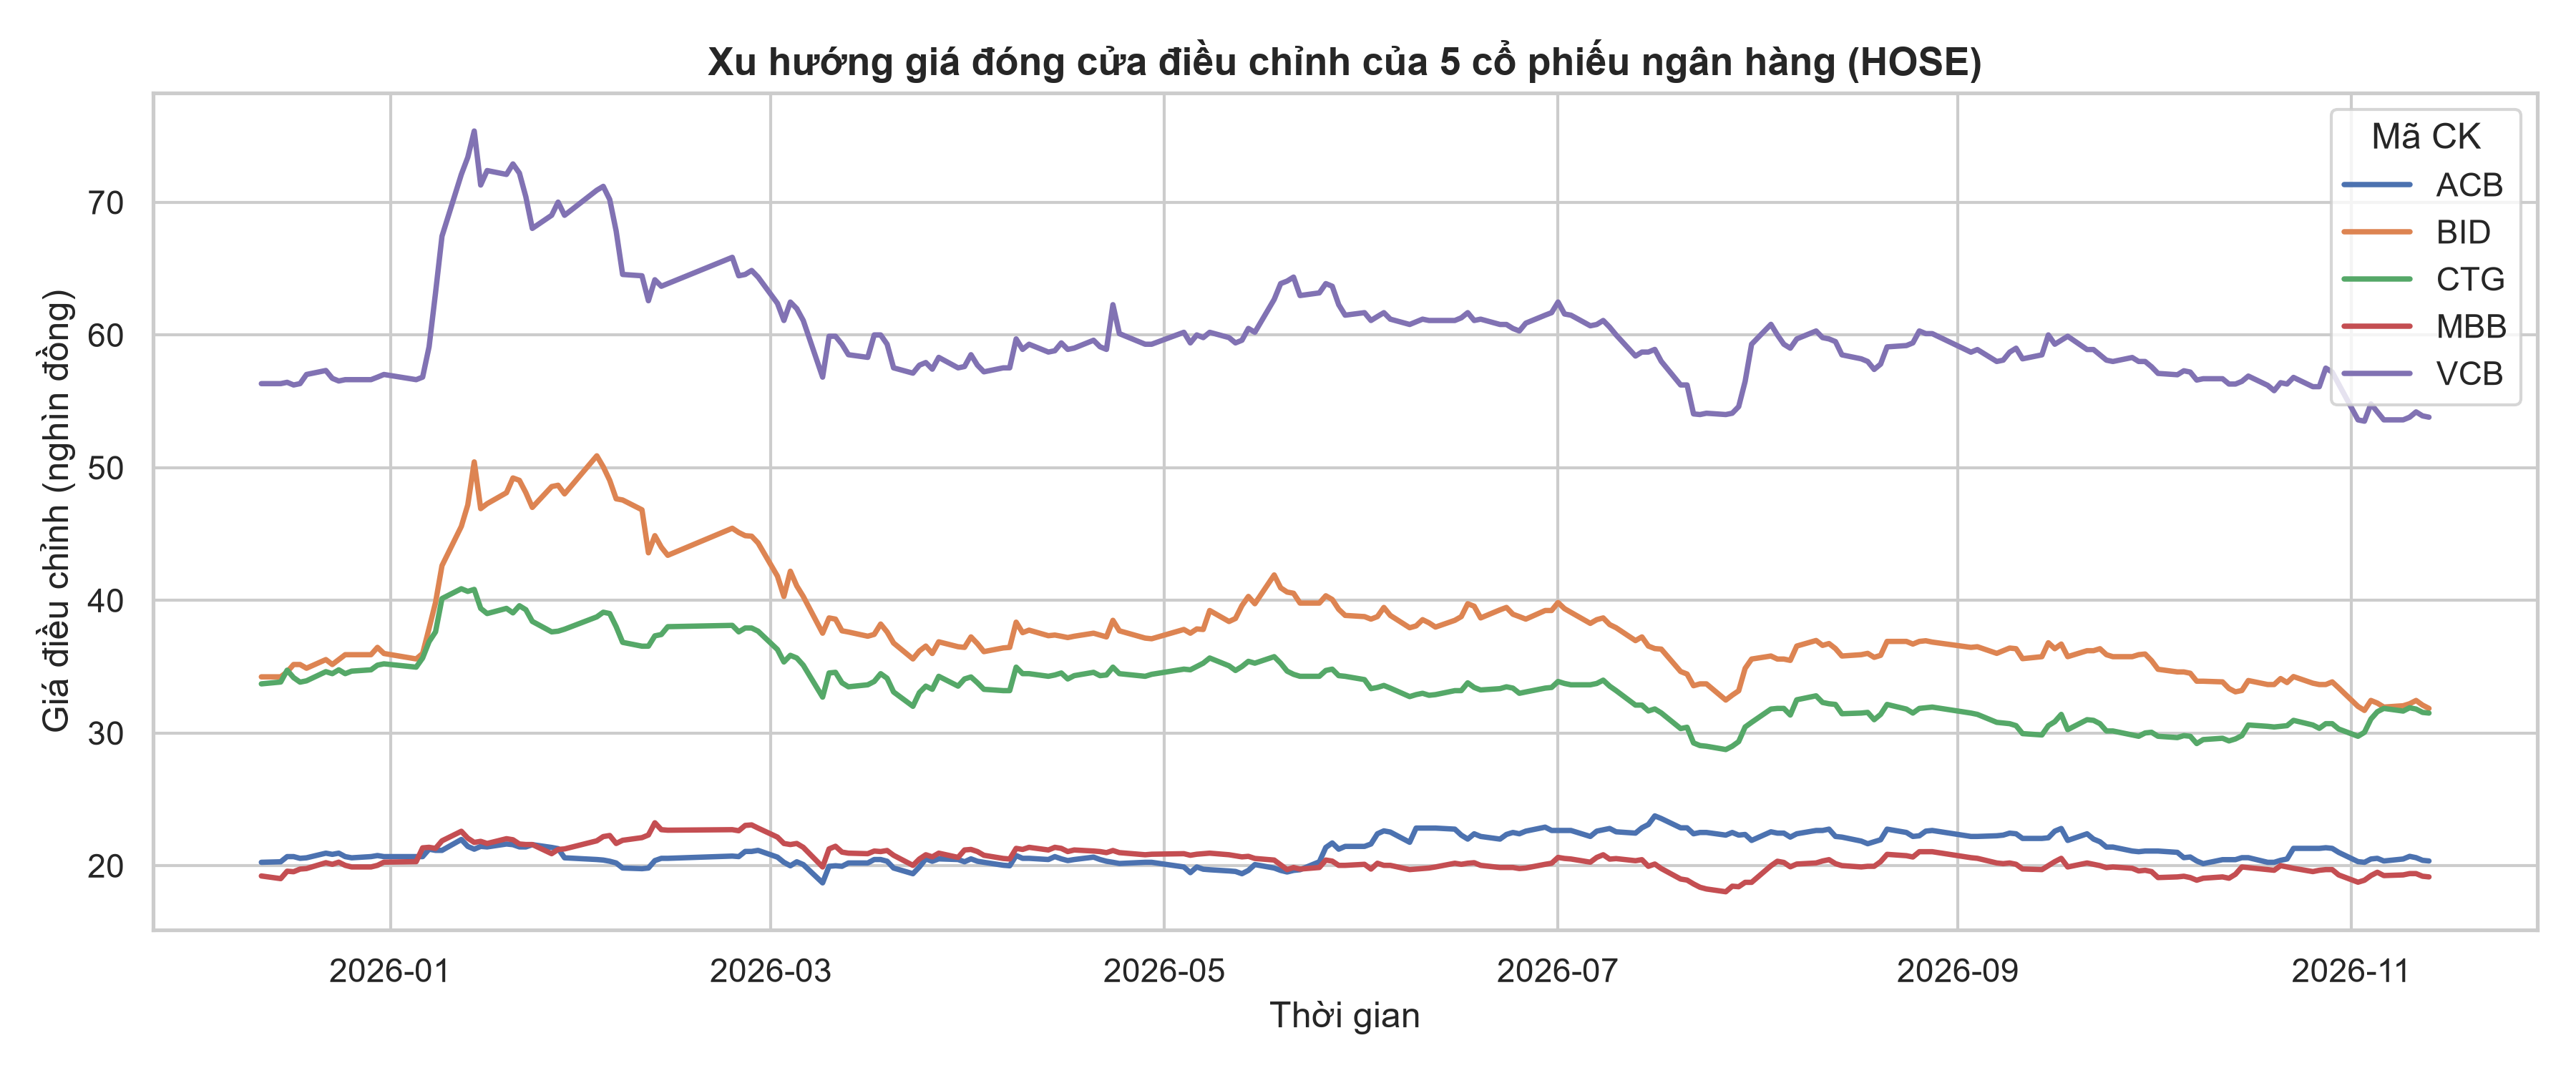 Xu hướng giá đóng cửa điều chỉnh của 5 cổ phiếu ngân hàng (HOSE)
Giá điều chỉnh (nghìn đồng)
70
60
50
40
30
20
Mã CK
ACB
BID
CTG
MBB
VCB
2026-01
2026-03
2026-05
2026-07
2026-09
2026-11
Thời gian